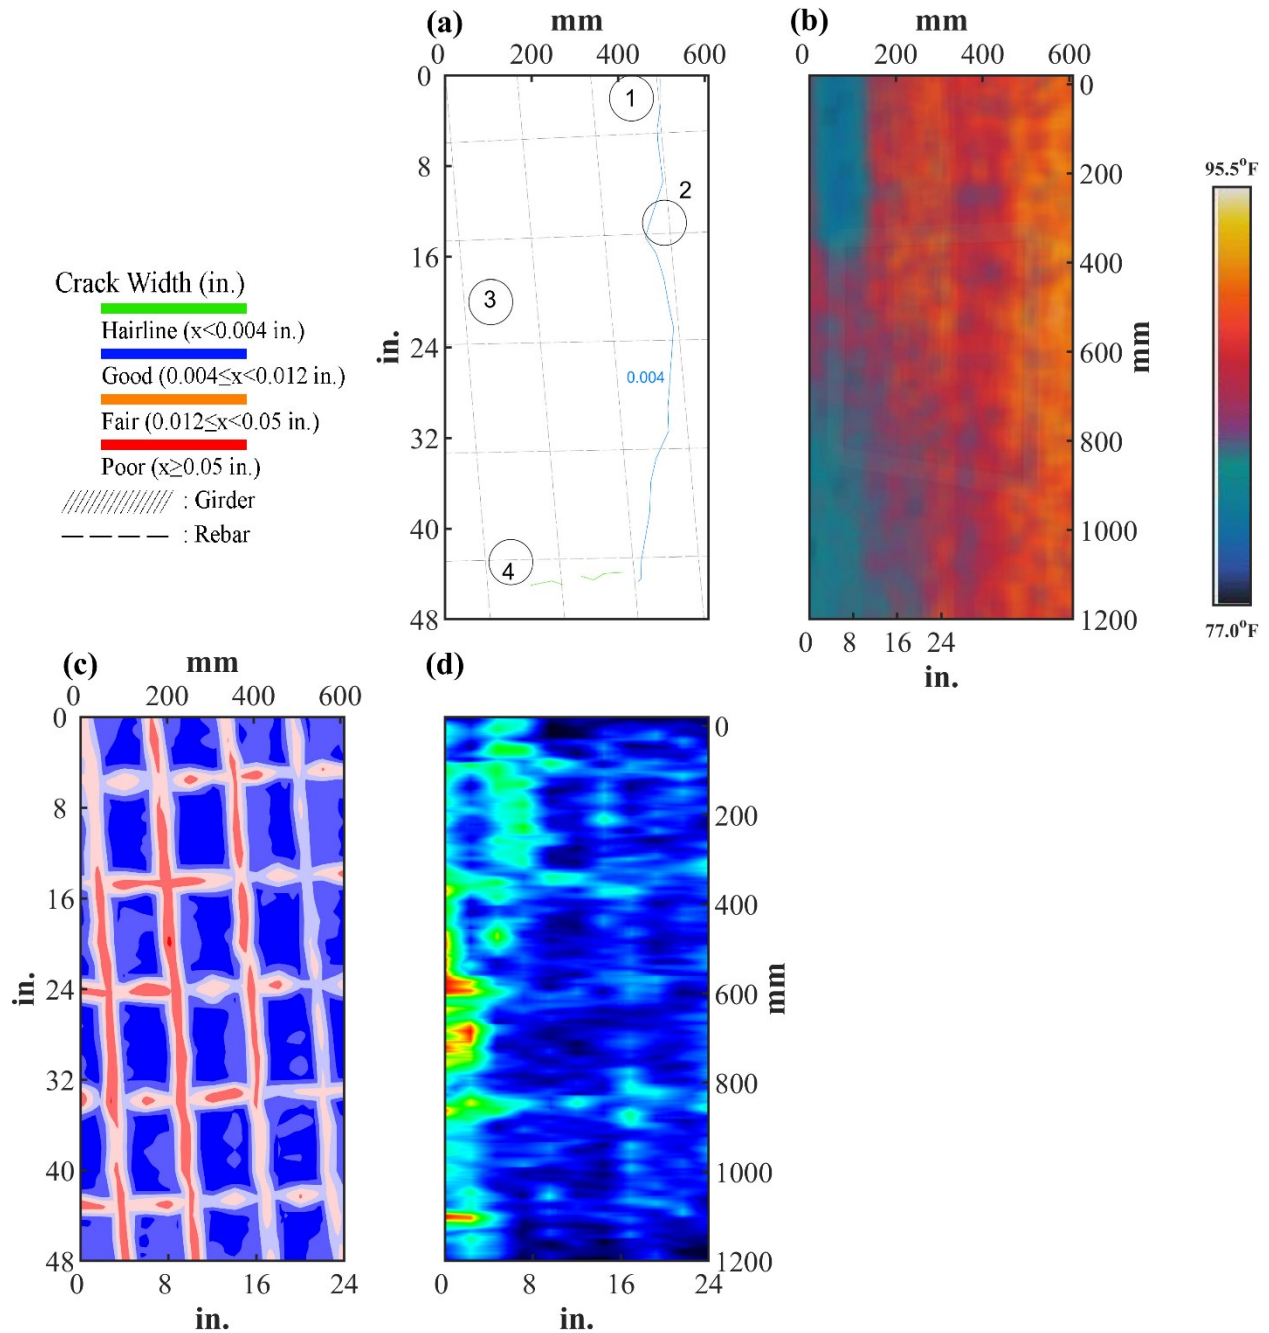 (a)
mm
0 200 400 600
0
8
16
24
32
40
48
in.
1
2
3
4
0.004
(b)
mm
0 200 400 600
0
200
400
600
800
1000
1200
mm
0 8 16 24
in.
95.5°F
77.0°F
Crack Width (in.)
Hairline (x<0.004 in.)
Good (0.004≤x<0.012 in.)
Fair (0.012≤x<0.05 in.)
Poor (x≥0.05 in.)
: Girder
: Rebar
(c)
mm
0 200 400 600
0
8
16
24
32
40
48
in.
0 8 16 24
in.
(d)
0
200
400
600
800
1000
1200
mm
0 8 16 24
in.